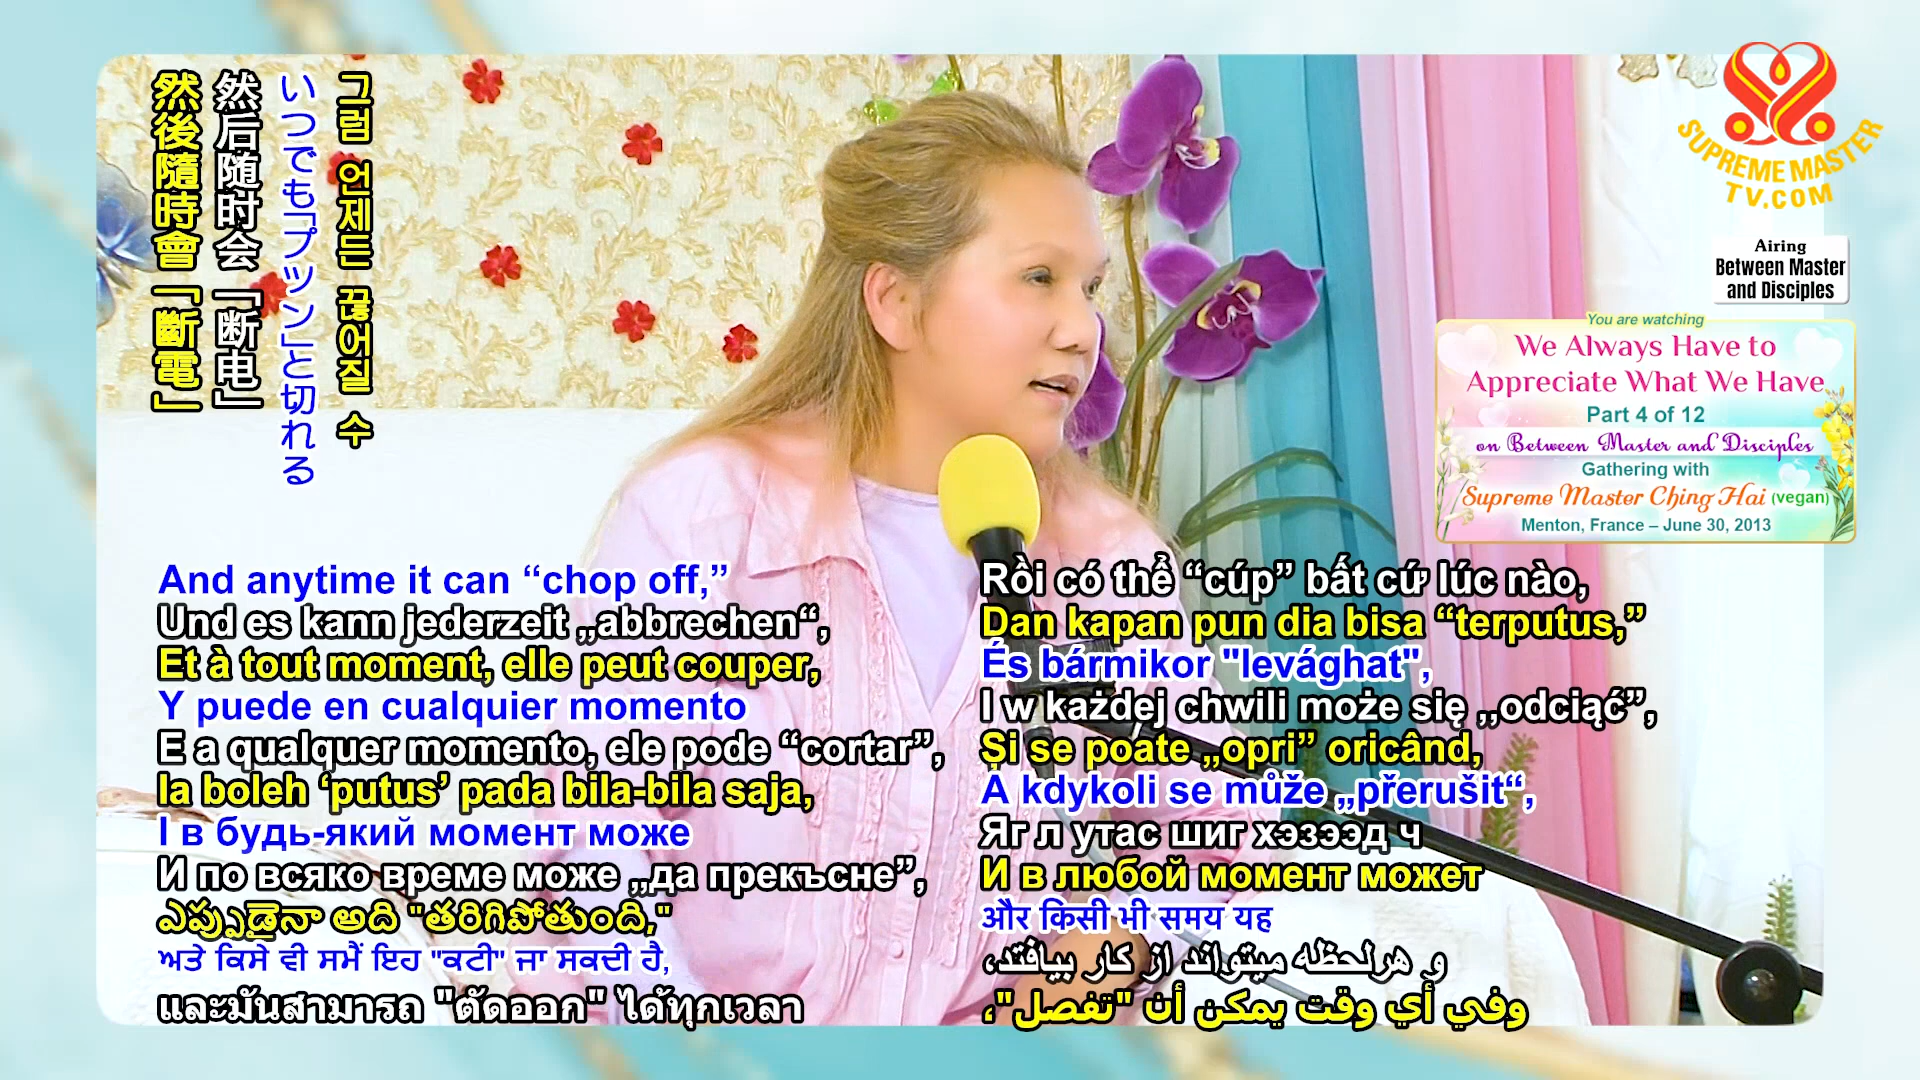 그럼 언제든 끊어질 수
いつでも「プツン」と切れる
然后随时会「断电」
然後隨時會「斷電」
SUPREME MASTER
TV.COM
Airing
Between Master
and Disciples
You are watching
We Always Have to
Appreciate What We Have
Part 4 of 12
on Between Master and Disciples
Gathering with
Supreme Master Ching Hai (vegan)
Menton, France – June 30, 2013
And anytime it can “chop off,”
Und es kann jederzeit „abbrechen“,
Et à tout moment, elle peut couper,
Y puede en cualquier momento
E a qualquer momento, ele pode “cortar”,
Ia boleh ‘putus’ pada bila-bila saja,
І в будь-який момент може
И по всяко време може „да прекъсне”,
ఎప్పుడైనా అది "తరిగిపోతుంది,"
ਅਤੇ ਕਿਸੇ ਵੀ ਸਮੇਂ ਇਹ "ਕਟੀ" ਜਾ ਸਕਦੀ ਹੈ,
และมันสามารถ "ตัดออก" ได้ทุกเวลา
Rồi có thể “cúp” bất cứ lúc nào,
Dan kapan pun dia bisa “terputus,”
És bármikor "levághat",
I w każdej chwili może się „odciąć”,
Și se poate „opri” oricând,
A kdykoli se může „přerušit“,
Яг л утас шиг хэзээд ч
И в любой момент может
और किसी भी समय यह
و هرلحظه میتواند از کار بیافتد،
وفي أي وقت يمكن أن "تفصل"،